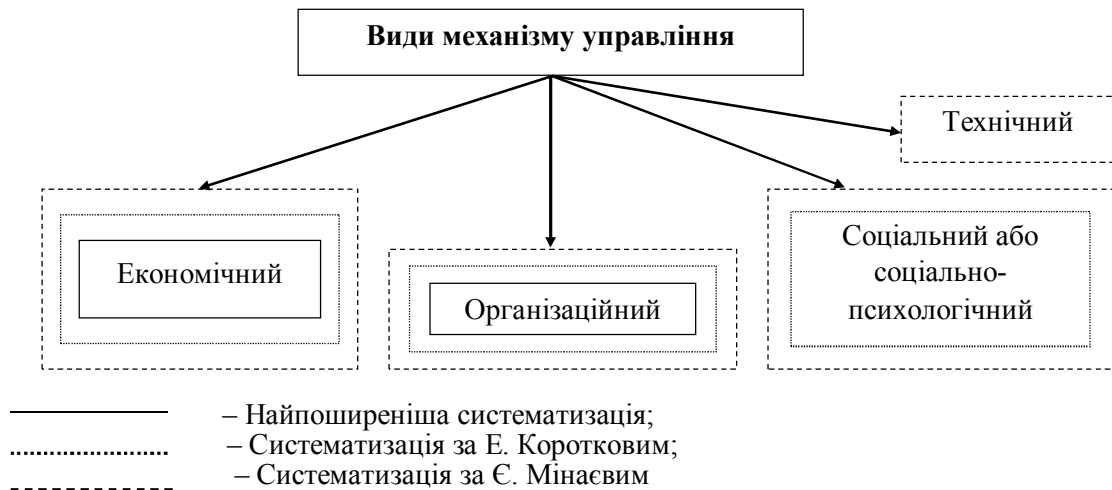 Види механізму управління
Технічний
Економічний
Організаційний
Соціальний або
соціально-
психологічний
– Найпоширеніша систематизація;
– Систематизація за Е. Коротковим;
– Систематизація за Є. Мінаєвим